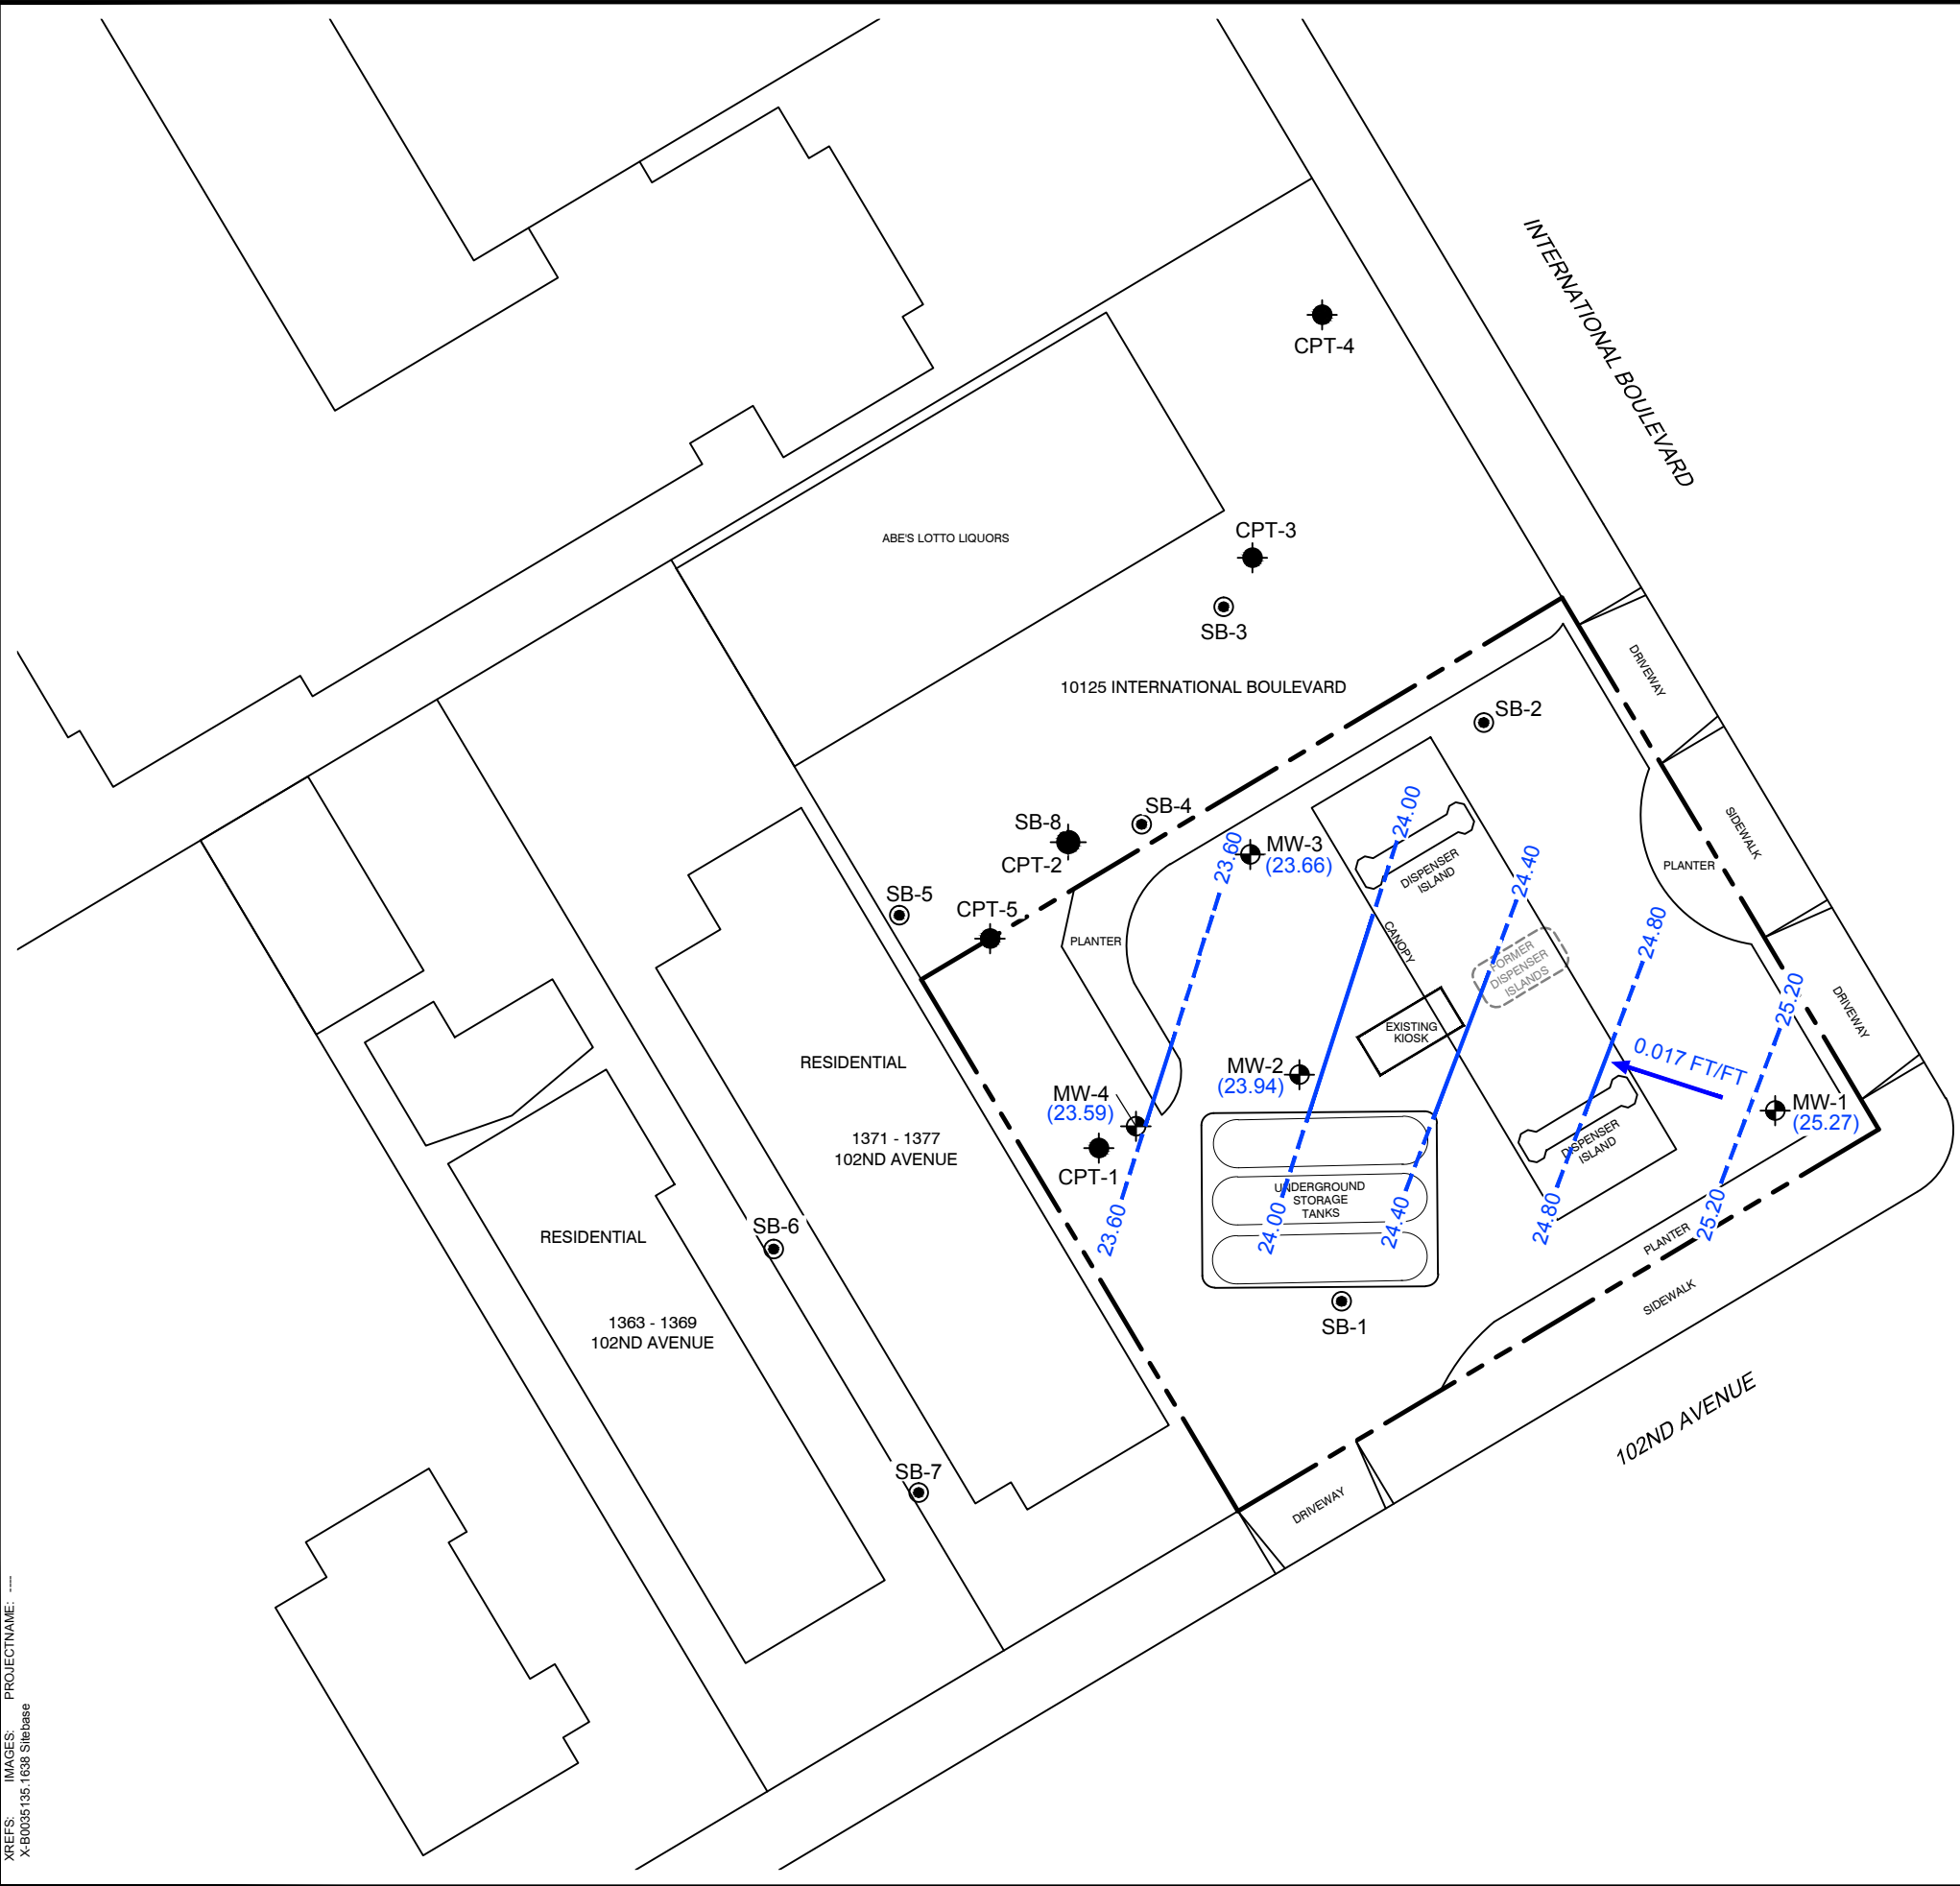 INTERNATIONAL BOULEVARD
CPT-4
CPT-3
ABE'S LOTTO LIQUORS
SB-3
DRIVEWAY
10125 INTERNATIONAL BOULEVARD
SB-2
24.00
SB-8
SB-4
CPT-2
SIDEWALK
23.60
MW-3
(23.66)
24.40
DISPENSER
ISLAND
PLANTER
SB-5
CPT-5
PLANTER
CANOPY
24.80
FORMER
DISPENSER
ISLANDS
25.20
DRIVEWAY
EXISTING
KIOSK
0.017 FT/FT
RESIDENTIAL
MW-2
(23.94)
MW-4
(23.59)
MW-1
(25.27)
1371 - 1377
102ND AVENUE
DISPENSER
ISLAND
CPT-1
UNDERGROUND
STORAGE
TANKS
23.60
24.00
24.40
24.80
25.20
SB-6
RESIDENTIAL
PLANTER
SIDEWALK
SB-1
1363 - 1369
102ND AVENUE
102ND AVENUE
SB-7
DRIVEWAY
XREFS: IMAGES: PROJECTNAME: ----
X-B0035135.1638 Sitebase